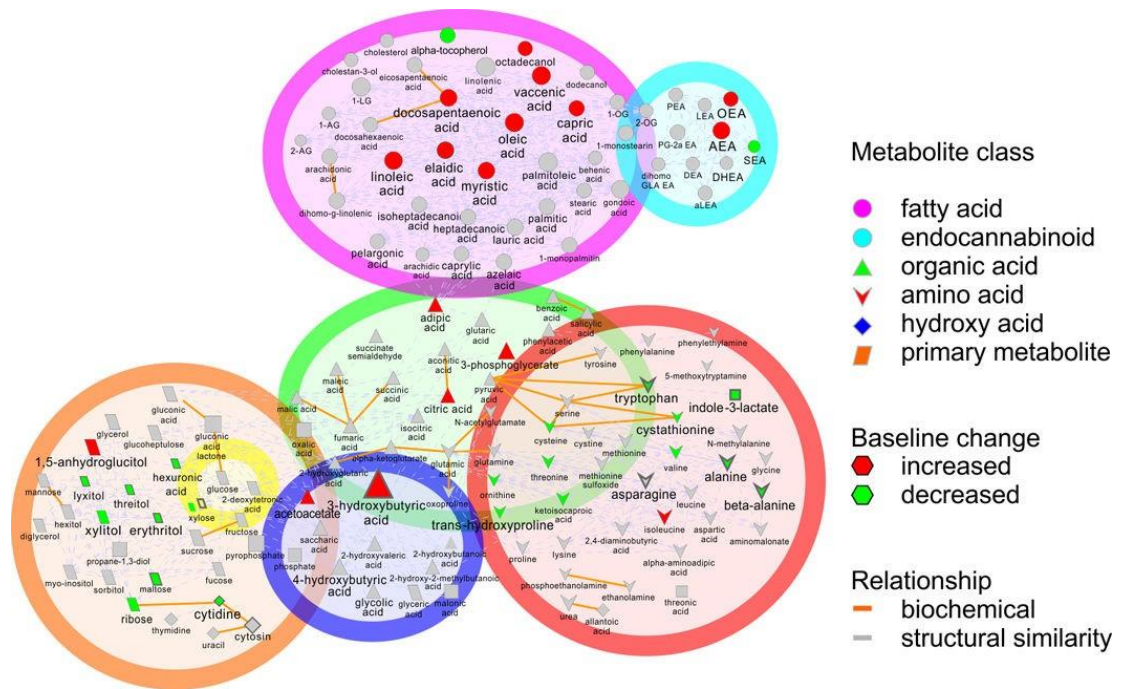 cholesterol
alpha-tocopherol
octadecanol
cholestan-3-ol
eicosapentaenoic
acid
linolenic
acid
vaccenic
acid
dodecanol
1-LG
docosapentaenoic
acid
capric
acid
1-OG
2-OG
1-AG
docosahexaenoic
acid
oleic
acid
1-monostearin
2-AG
arachidonic
acid
linoleic
acid
elaidic
acid
myristic
acid
palmitoleic
acid
behenic
acid
dihomo-g-linolenic
isoheptadecanoic
acid
heptadecanoic
acid
palmitic
acid
stearic
acid
gondoic
acid
lauric acid
pelargonic
acid
arachidic
acid
caprylic
acid
azelaic
acid
1-monopalmitin
PEA
LEA
OEA
PG-2a EA
AEA
SEA
dihomo
GLA EA
DEA
DHEA
aLEA
adipic
acid
glutaric
acid
benzoic
acid
salicylic
acid
succinate
semialdehyde
aconitic
acid
3-phosphoglycerate
phenylacetic
acid
maleic
acid
succinic
acid
pyruvic
acid
malic acid
citric acid
N-acetylglutamate
oxalic
acid
fumaric
acid
isocitric
acid
alpha-ketoglutarate
2-hydroxyglutaric
acid
glutamic
acid
oxoproline
tyrosine
phenylalanine
phenylethylamine
5-methoxytryptamine
tryptophan
indole-3-lactate
serine
cystathionine
cysteine
cystine
methionine
N-methylalanine
glutamine
threonine
methionine
sulfoxide
valine
alanine
glycine
ornithine
ketoisocaproic
acid
asparagine
leucine
beta-alanine
trans-hydroxyproline
isoleucine
aspartic
acid
aminomalonate
proline
lysine
2,4-diaminobutyric
acid
alpha-aminoadipic
acid
phosphoethanolamine
ethanolamine
threonic
acid
urea
allantoic
acid
gluconic
acid
glycerol
glucoheptulose
gluconic
acid
lactone
1,5-anhydroglucitol
hexuronic
acid
mannose
lyxitol
threitol
glucose
2-deoxytetronic
acid
hexitol
xylitol
erythritol
xylose
fructose
diglycerol
sucrose
pyrophosphate
propane-1,3-diol
myo-inositol
sorbitol
maltose
fucose
phosphate
ribose
cytidine
thymidine
uracil
cytosin
acetoacetate
3-hydroxybutyric
acid
saccharic
acid
2-hydroxyvaleric
acid
2-hydroxybutanoic
acid
4-hydroxybutyric
acid
2-hydroxy-2-methylbutanoic
acid
glycolic
acid
glyceric
acid
malonic
acid
Metabolite class
fatty acid
endocannabinoid
organic acid
amino acid
hydroxy acid
primary metabolite
Baseline change
increased
decreased
Relationship
biochemical
structural similarity